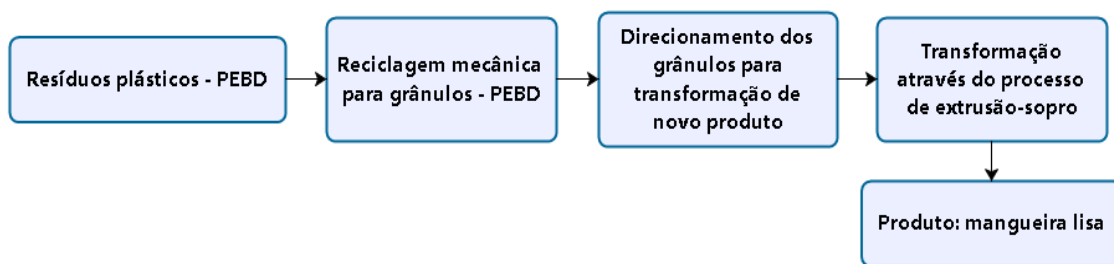 Resíduos plásticos - PEBD
Reciclagem mecânica
para grânulos - PEBD
Direcionamento dos
grânulos para
transformação de
novo produto
Transformação
através do processo
de extrusão-sopro
Produto: mangueira lisa